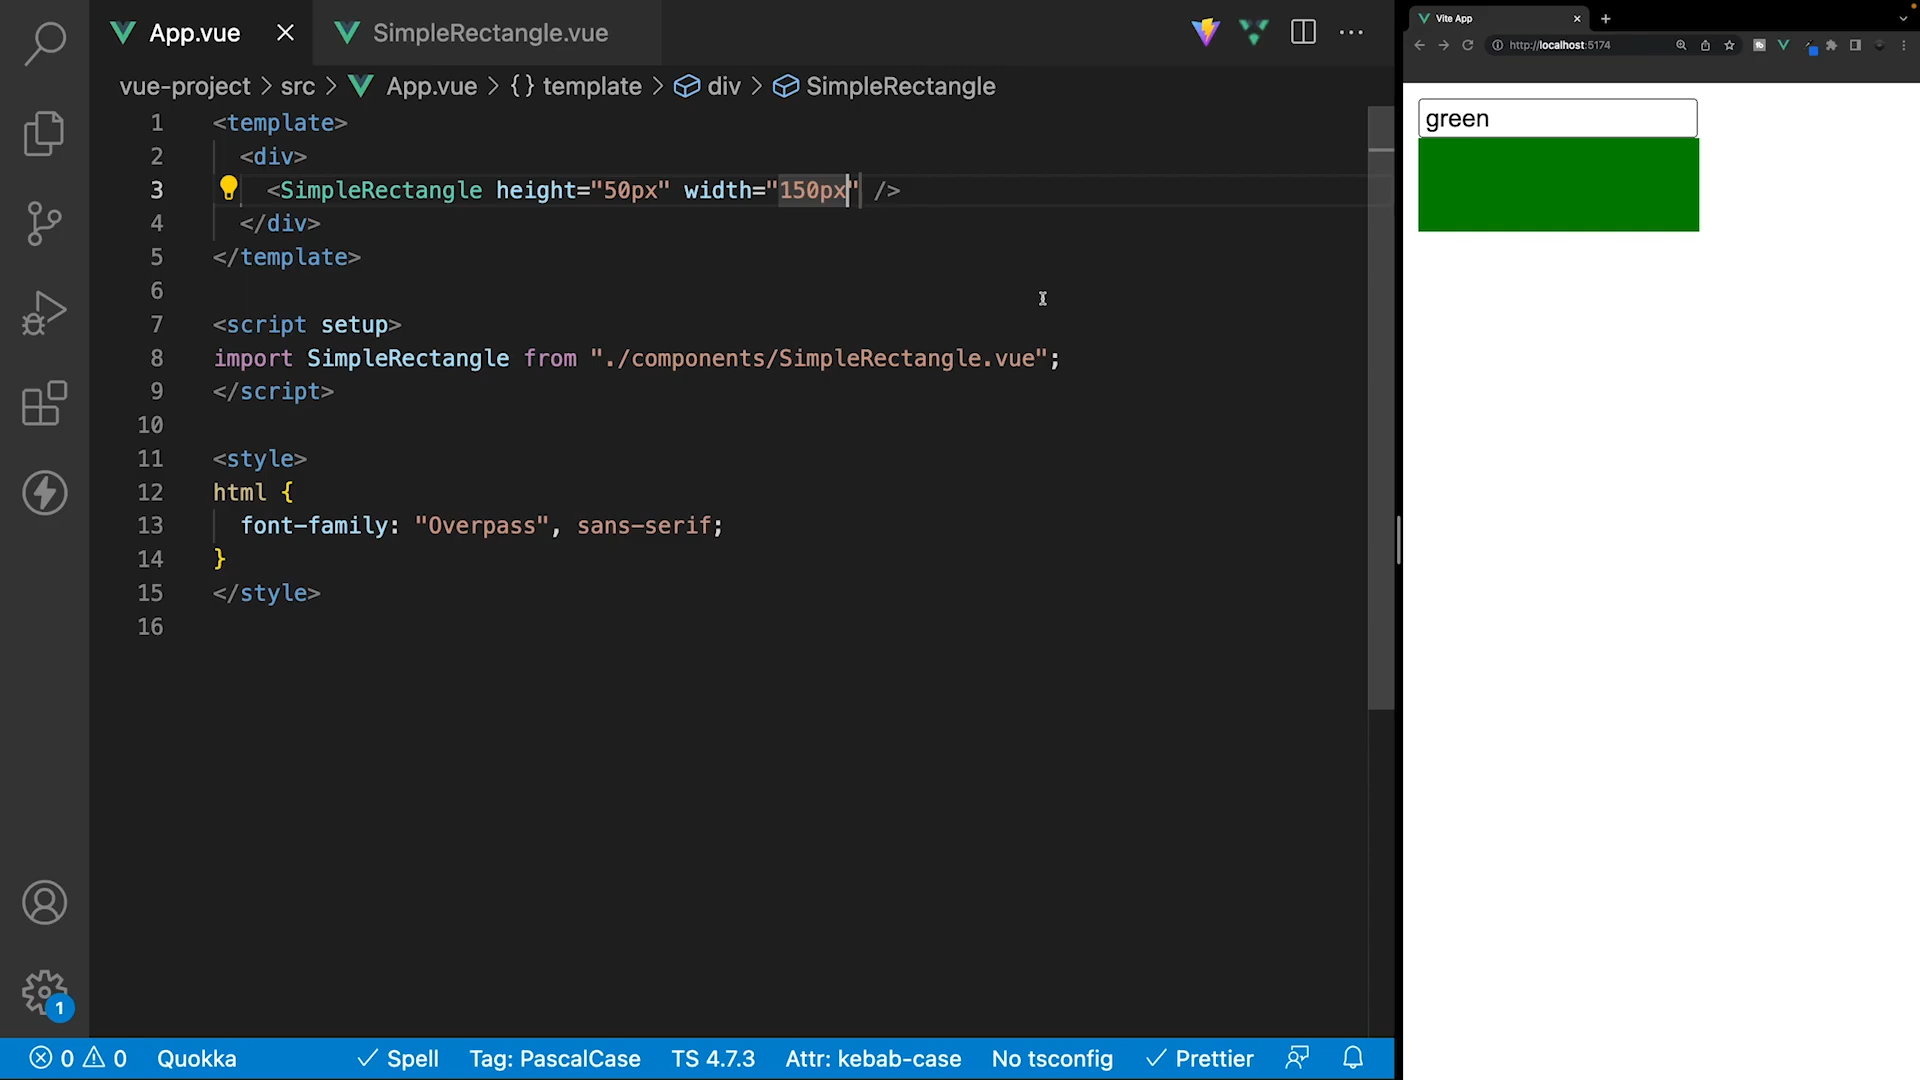 App.vue
SimpleRectangle.vue
vue-project > src > App.vue > {} template > div > SimpleRectangle
1 <template>
2 <div>
3 <SimpleRectangle height="50px" width="150px" />
4 </div>
5 </template>
6
7 <script setup>
8 import SimpleRectangle from "./components/SimpleRectangle.vue";
9 </script>
10
11 <style>
12 html {
13 font-family: "Overpass", sans-serif;
14 }
15 </style>
16
1
0 0 Quokka Spell Tag: PascalCase TS 4.7.3 Attr: kebab-case No tsconfig Prettier
Vite App
http://localhost:5174
green